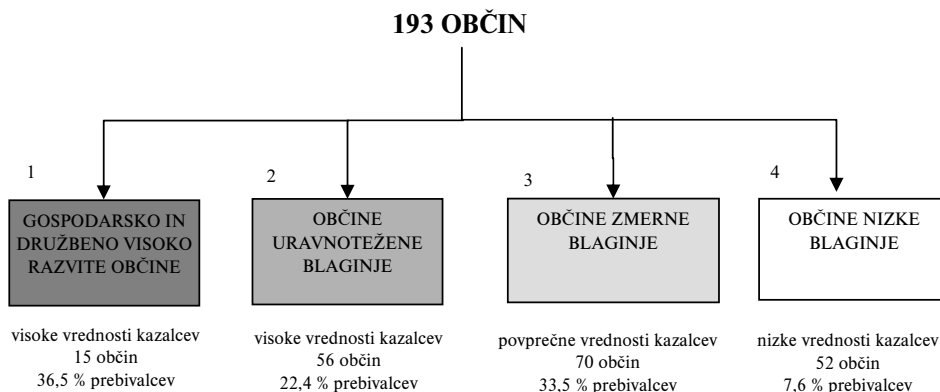 193 OBČIN
1
GOSPODARSKO IN
DRUŽBENO VISOKO
RAZVITE OBČINE
visoke vrednosti kazalcev
15 občin
36,5 % prebivalcev
2
OBČINE
URAVNOTEŽENE
BLAGINJE
visoke vrednosti kazalcev
56 občin
22,4 % prebivalcev
3
OBČINE ZMERNE
BLAGINJE
povprečne vrednosti kazalcev
70 občin
33,5 % prebivalcev
4
OBČINE NIZKE
BLAGINJE
nizke vrednosti kazalcev
52 občin
7,6 % prebivalcev